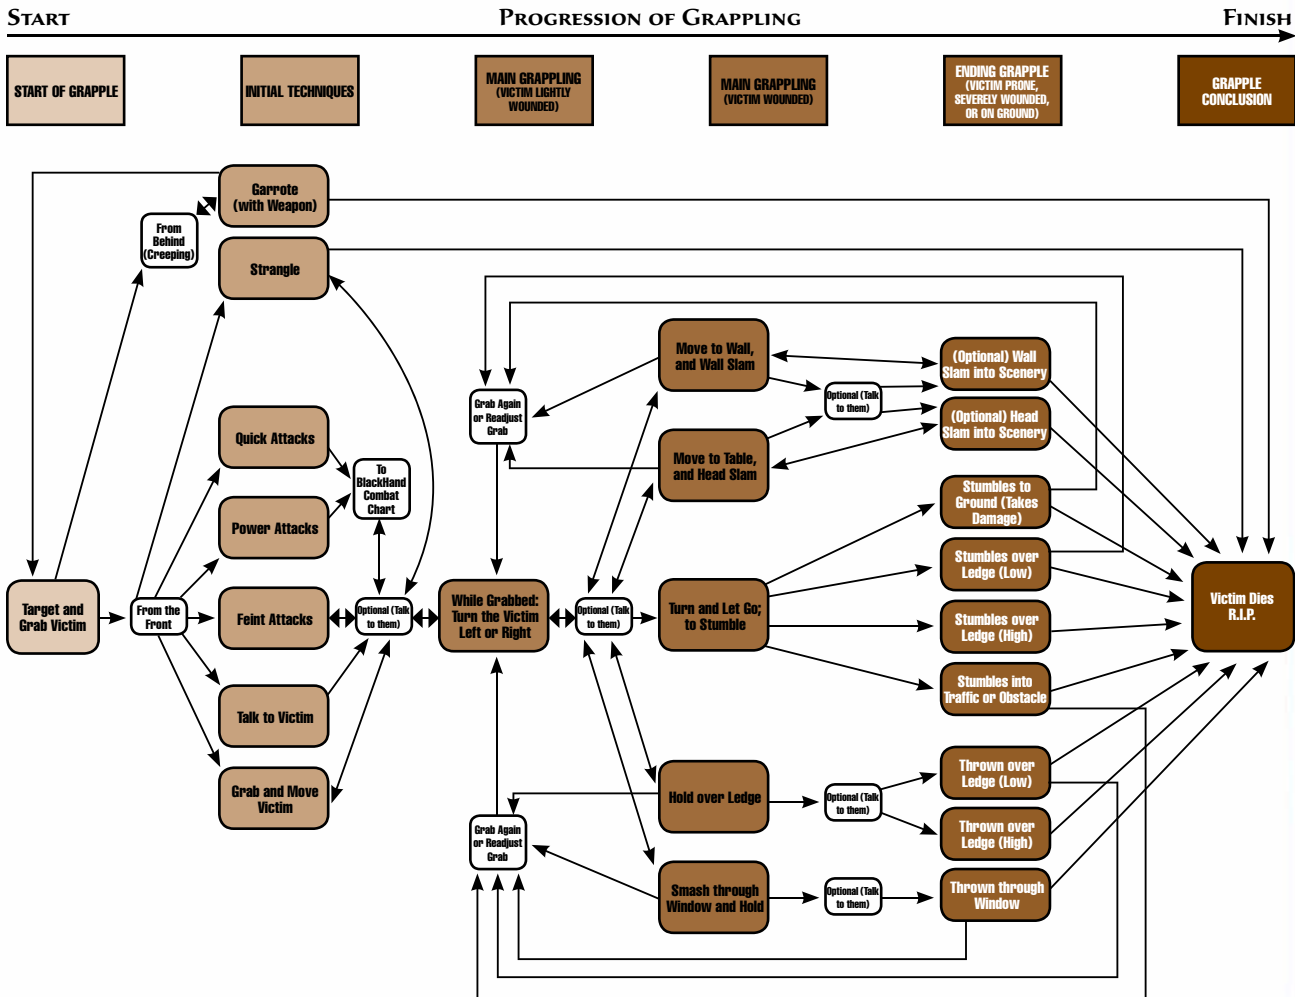 START
PROGRESSION OF GRAPPLING
FINISH
START OF GRAPPLE
INITIAL TECHNIQUES
MAIN GRAPPLING
(VICTIM LIGHTLY
WOUNDED)
MAIN GRAPPLING
(VICTIM WOUNDED)
ENDING GRAPPLE
(VICTIM PRONE,
SEVERELY WOUNDED,
OR ON GROUND)
GRAPPLE
CONCLUSION
Garrote
(with Weapon)
From
Behind
(Creeping)
Strangle
Quick Attacks
To
BlackHand
Combat
Chart
Power Attacks
Target and
Grab Victim
From the
Front
Feint Attacks
Optional (Talk
to them)
Talk to Victim
Grab and Move
Victim
Grab Again
or Readjust
Grab
While Grabbed:
Turn the Victim
Left or Right
Optional (Talk
to them)
Grab Again
or Readjust
Grab
Move to Wall,
and Wall Slam
Optional (Talk
to them)
Move to Table,
and Head Slam
Turn and Let Go;
to Stumble
Hold over Ledge
Optional (Talk
to them)
Smash through
Window and Hold
Optional (Talk
to them)
(Optional) Wall
Slam into Scenery
(Optional) Head
Slam into Scenery
Stumbles to
Ground (Takes
Damage)
Stumbles over
Ledge (Low)
Stumbles over
Ledge (High)
Stumbles into
Traffic or Obstacle
Thrown over
Ledge (Low)
Thrown over
Ledge (High)
Thrown through
Window
Victim Dies
R.I.P.